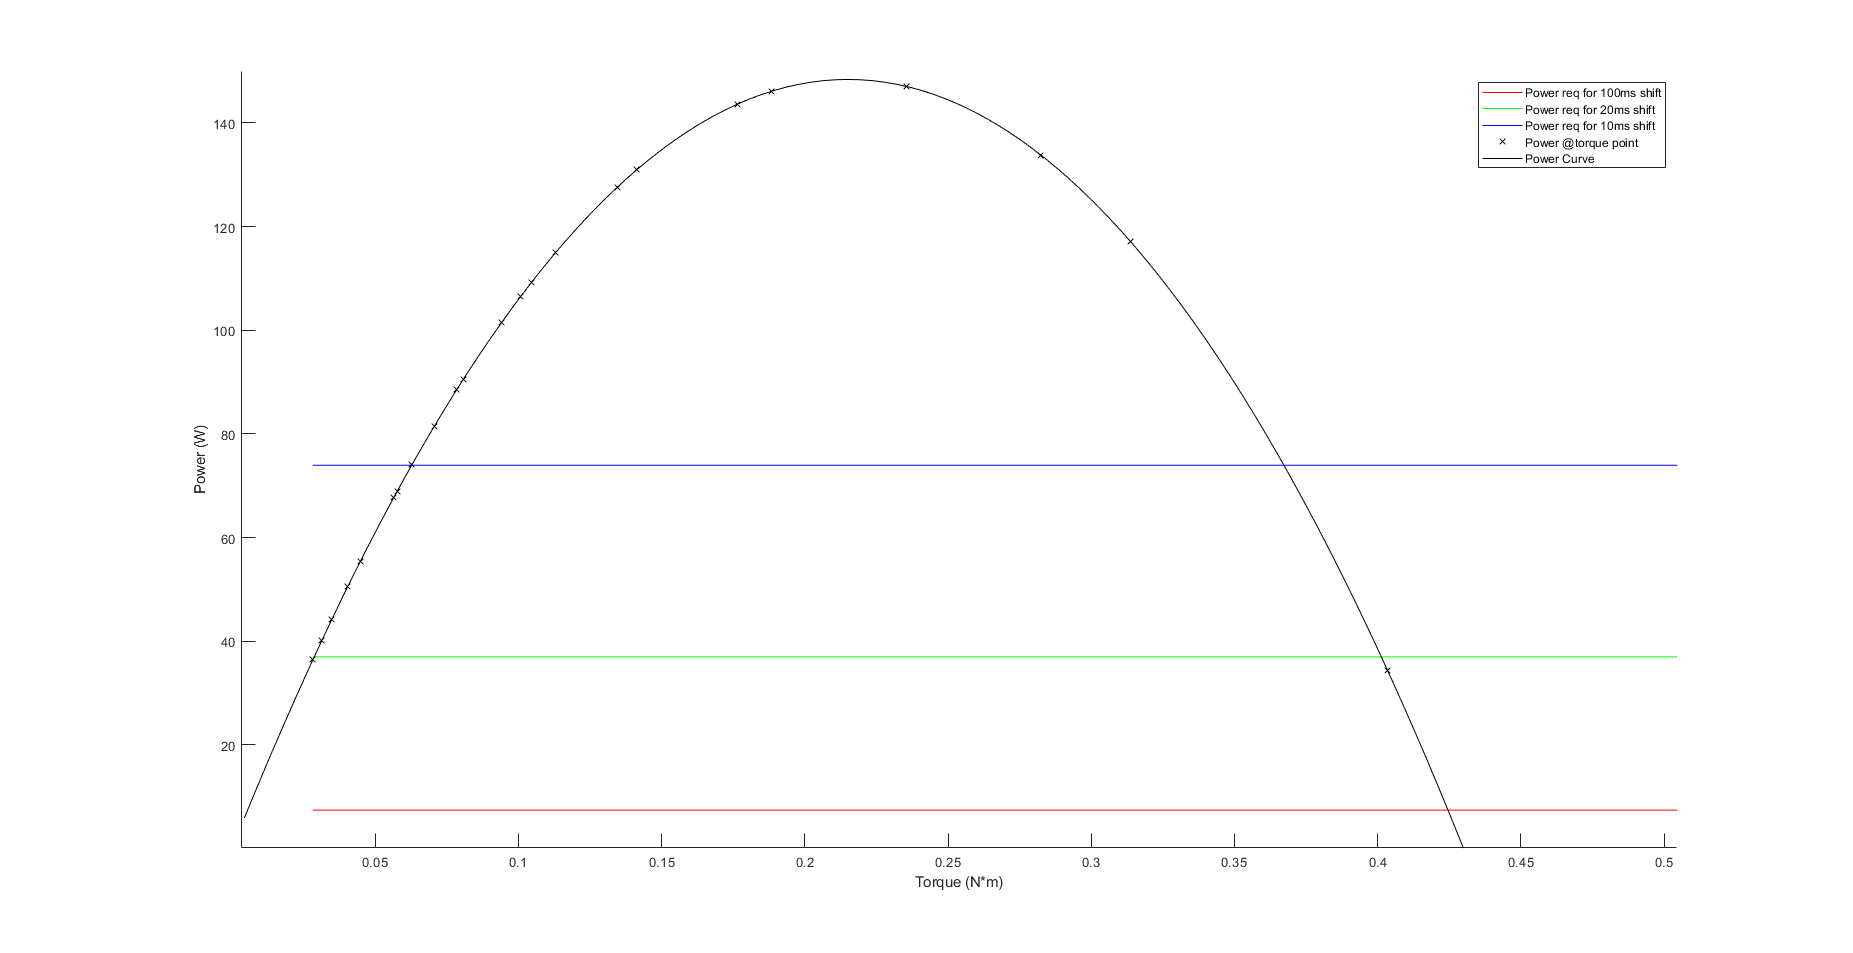 Power req for 100ms shift
Power req for 20ms shift
Power req for 10ms shift
Power @torque point
Power Curve
140
120
100
80
60
40
20
Power (W)
0.05 0.1 0.15 0.2 0.25 0.3 0.35 0.4 0.45 0.5
Torque (N*m)